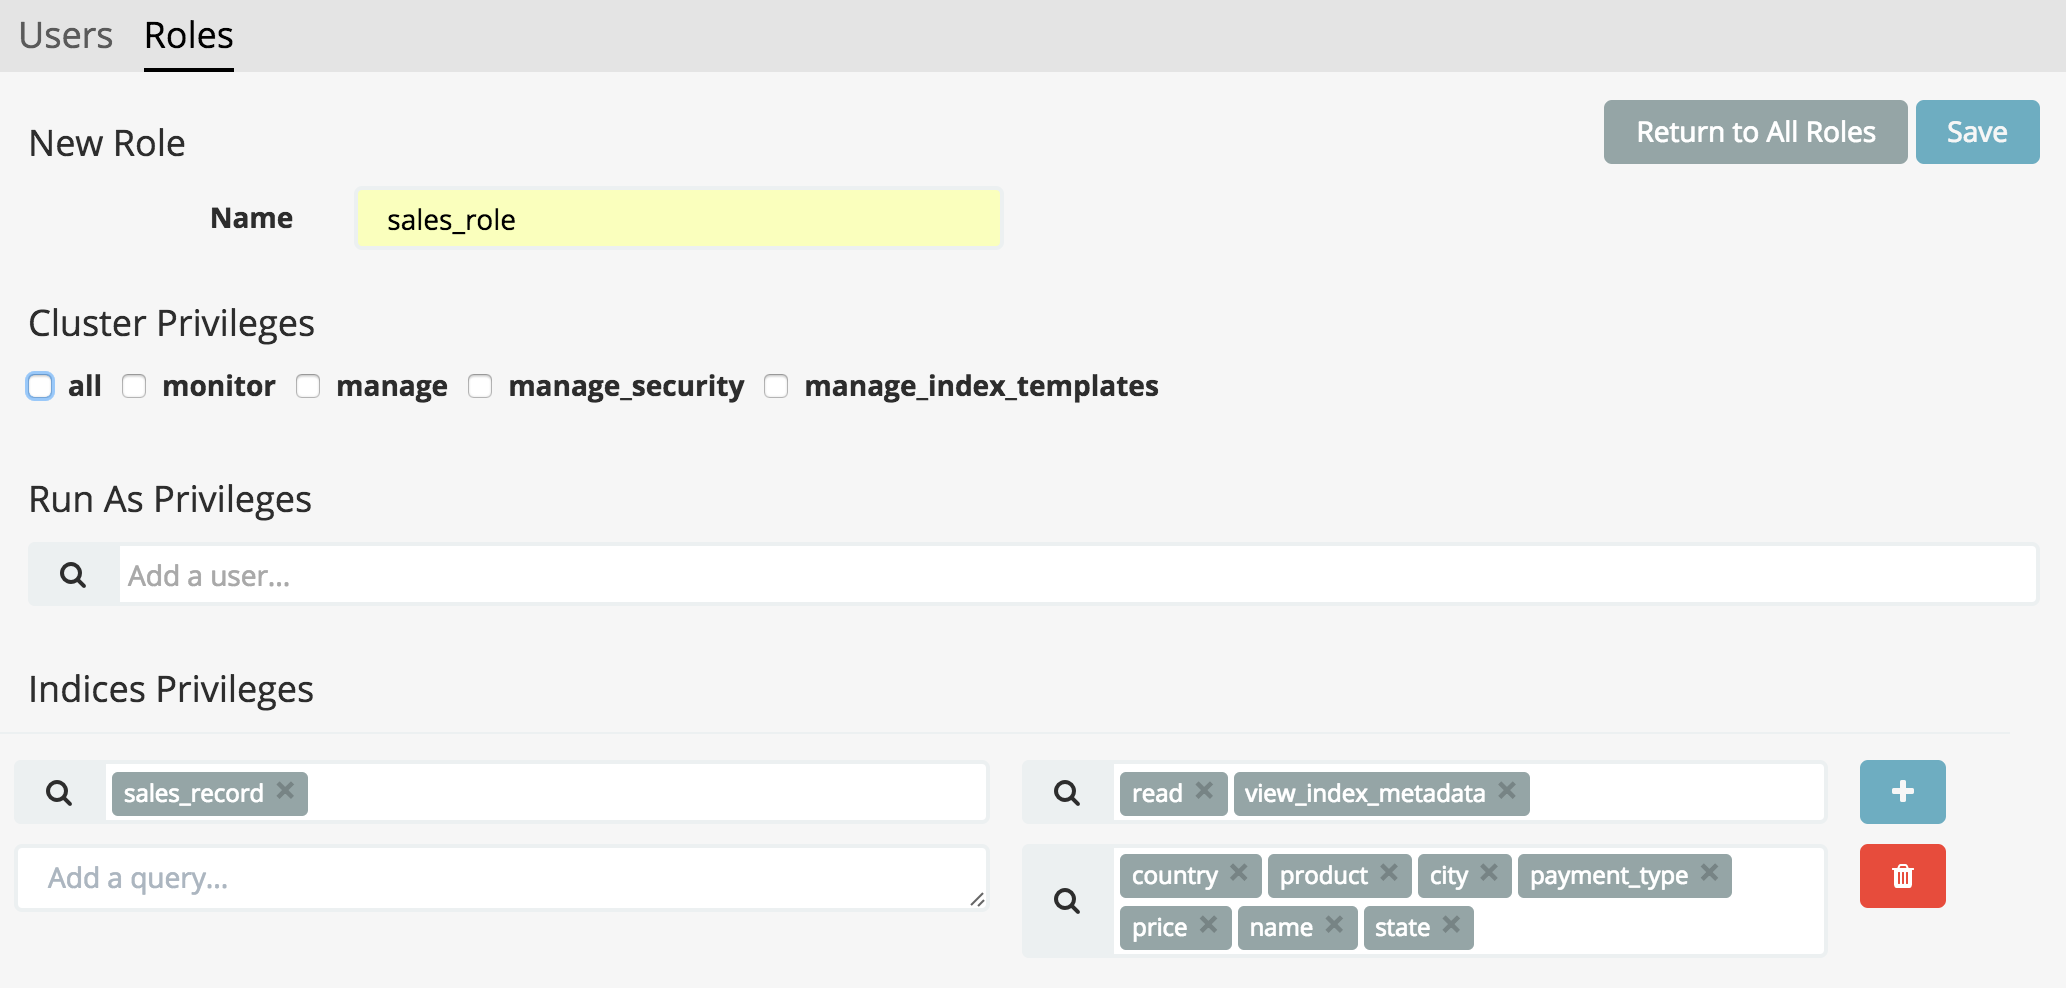 Users Roles
New Role
Return to All Roles Save
Name sales_role
Cluster Privileges
all monitor manage manage_security manage_index_templates
Run As Privileges
Add a user...
Indices Privileges
sales_record read view_index_metadata
Add a query... country product city payment_type
price name state